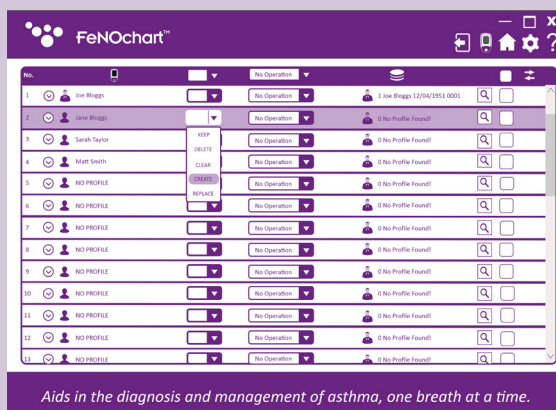 FeNOchart™
?
No. No Operation
1 Joe Bloggs No Operation 1 Joe Bloggs 12/04/1951 0001
2 Jane Bloggs No Operation 0 No Profile Found!
KEEP
3 Sarah Taylor No Operation 0 No Profile Found!
DELETE
4 Matt Smith No Operation 0 No Profile Found!
CLEAR
5 NO PROFILE No Operation 0 No Profile Found!
CREATE
REPLACE
6 NO PROFILE No Operation 0 No Profile Found!
7 NO PROFILE No Operation 0 No Profile Found!
8 NO PROFILE No Operation 0 No Profile Found!
9 NO PROFILE No Operation 0 No Profile Found!
10 NO PROFILE No Operation 0 No Profile Found!
11 NO PROFILE No Operation 0 No Profile Found!
12 NO PROFILE No Operation 0 No Profile Found!
13 NO PROFILE No Operation 0 No Profile Found!
Aids in the diagnosis and management of asthma, one breath at a time.